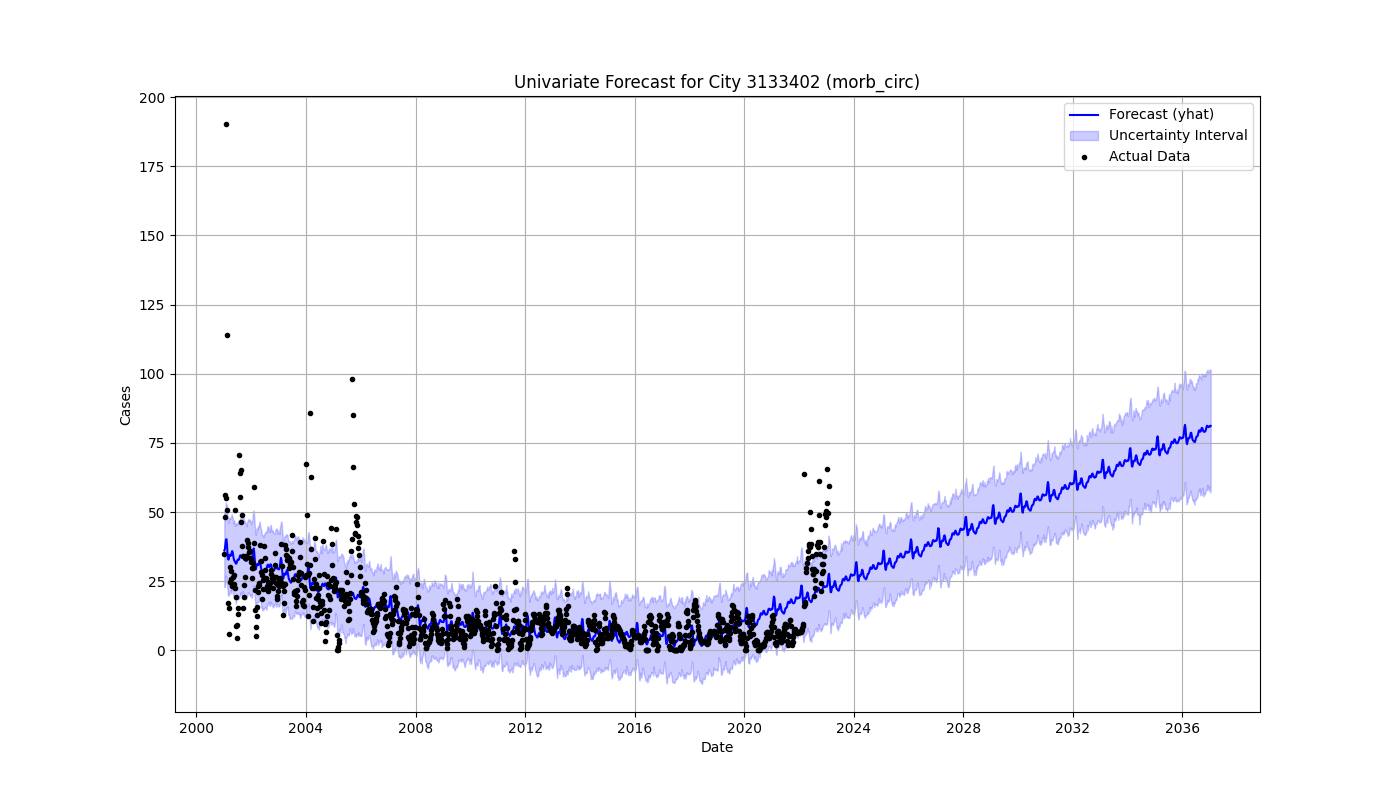 Univariate Forecast for City 3133402 (morb_circ)
Forecast (yhat)
Uncertainty Interval
Actual Data
Cases
200
175
150
125
100
75
50
25
0
2000 2004 2008 2012 2016 2020 2024 2028 2032 2036
Date